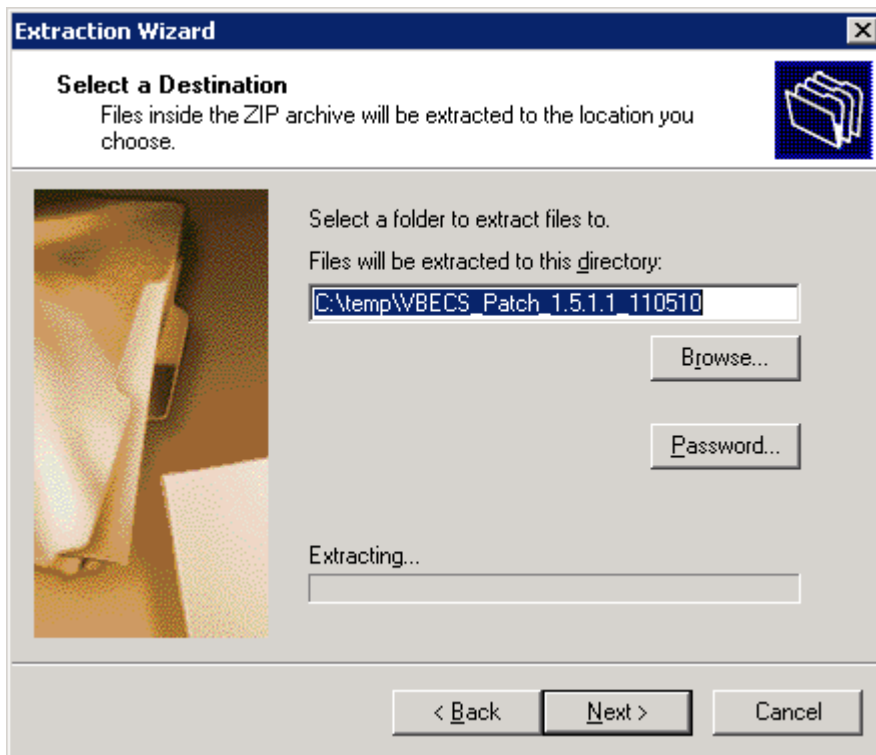 Extraction Wizard
Select a Destination
Files inside the ZIP archive will be extracted to the location you
choose.
Select a folder to extract files to.
Files will be extracted to this directory:
C:\temp\VBECS_Patch_1.5.1.1_110510
Browse...
Password...
Extracting...
< Back
Next >
Cancel